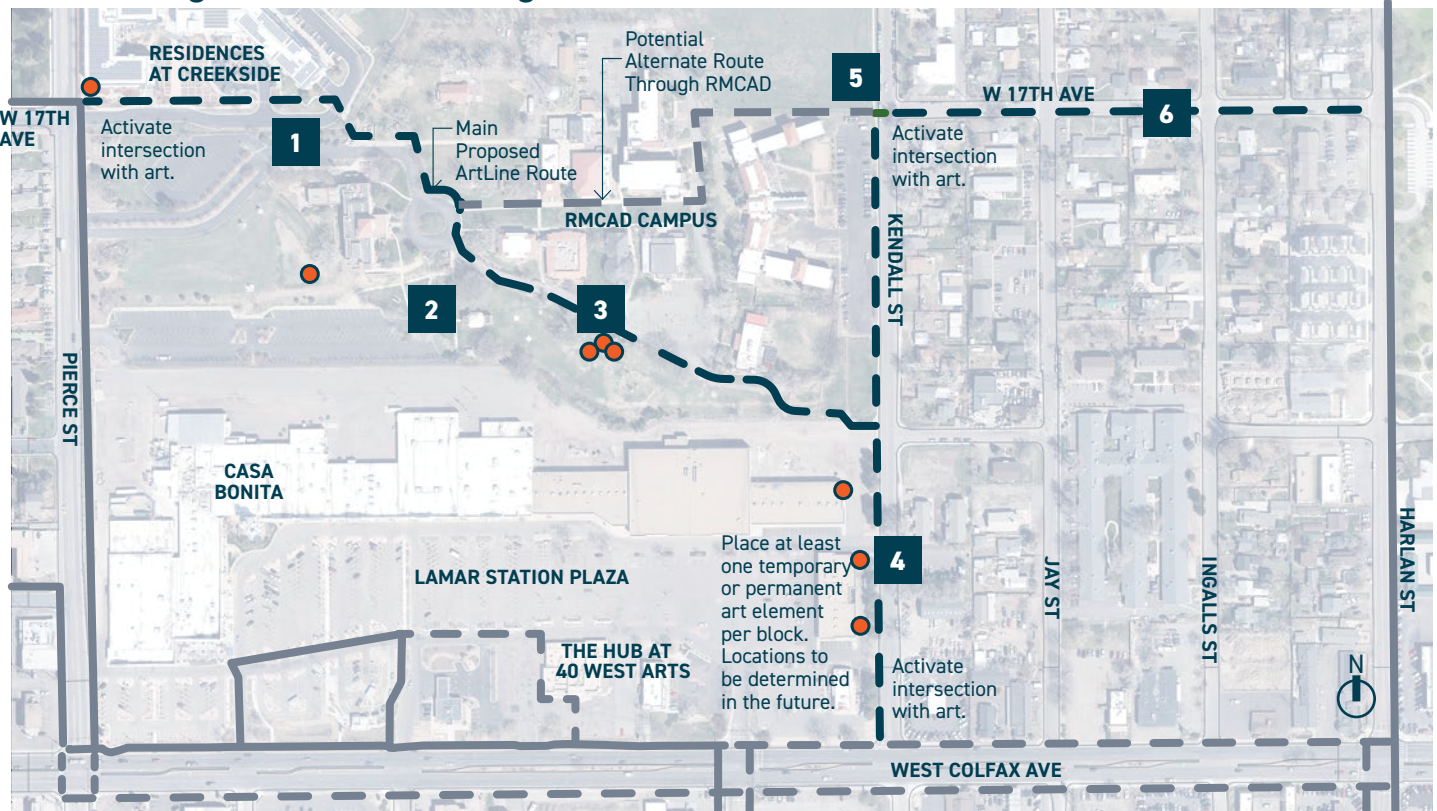 RESIDENCES
AT CREEKSIDE
Potential
Alternate Route
Through RMCAD
5
W 17TH AVE
6
W 17TH
AVE
Activate
intersection
with art.
1
Main
Proposed
ArtLine Route
Activate
intersection
with art.
RMCAD CAMPUS
KENDALL ST
2
3
PIERCE ST
CASA
BONITA
HARLAN ST
LAMAR STATION PLAZA
Place at least
one temporary
or permanent
art element
per block.
Locations to
be determined
in the future.
4
JAY ST
INGALLS ST
THE HUB AT
40 WEST ARTS
Activate
intersection
with art.
N
WEST COLFAX AVE